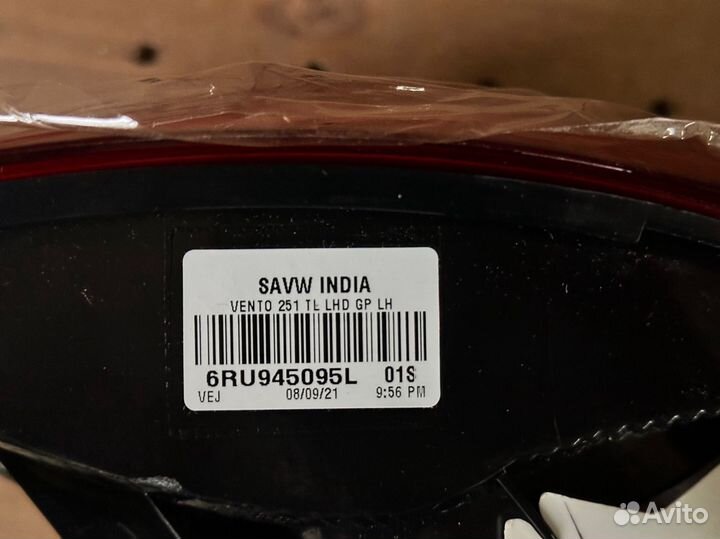 SAVW INDIA
VENTO 251 TL LHD GP LH
6RU945095L 01S
VEJ 08/09/21 9:56 PM
Avito